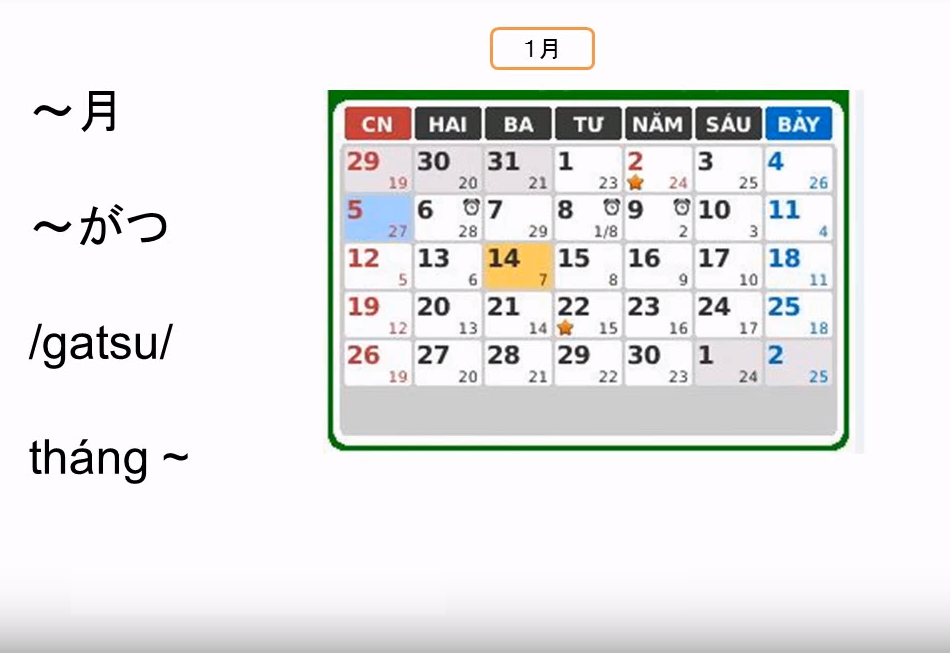 1月
～月
～がつ
/gatsu/
tháng ~
CN HAI BA TƯ NĂM SÁU BẢY
29 30 31 1 2 3 4
19 20 21 23 24 25 26
5 6 7 8 9 10 11
27 28 29 1/8 2 3 4
12 13 14 15 16 17 18
5 6 7 8 9 10 11
19 20 21 22 23 24 25
12 13 14 15 16 17 18
26 27 28 29 30 1 2
19 20 21 22 23 24 25